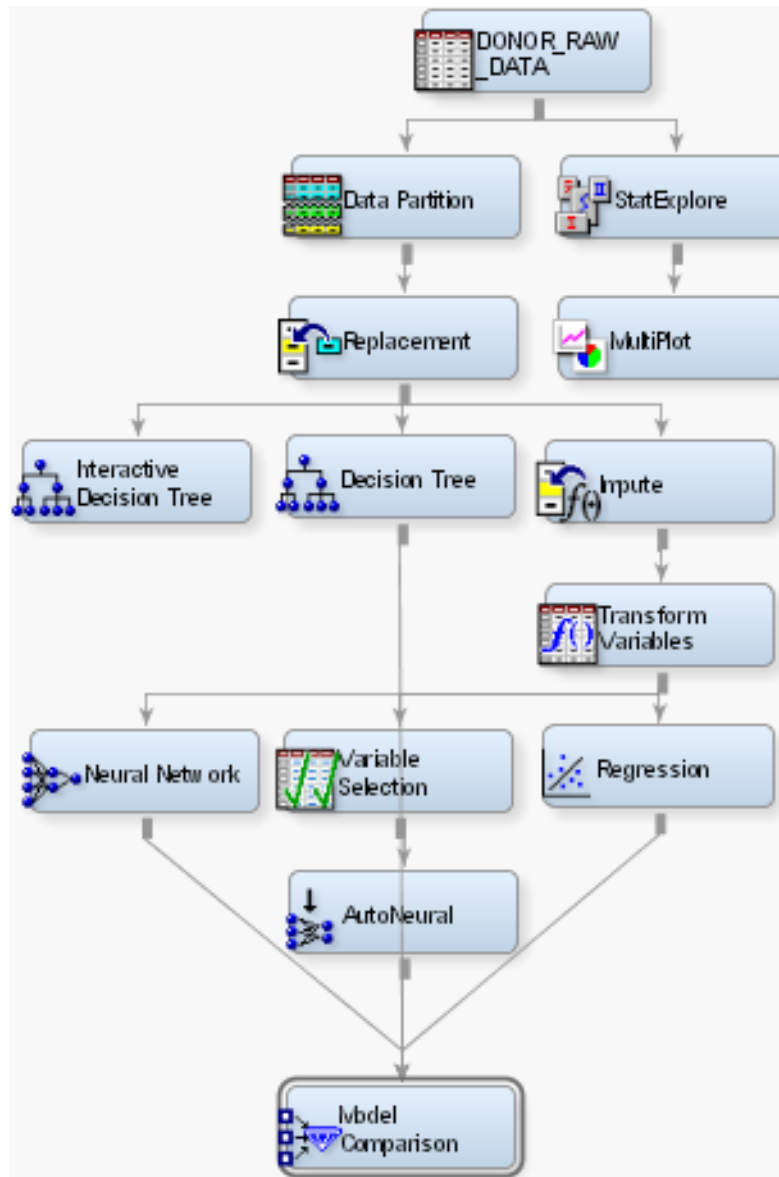 DONOR_RAW
_DATA
Data Partition
StatExplore
Replacement
MultiPlot
Interactive
Decision Tree
Decision Tree
Impute
Transform
Variables
Neural Network
Variable
Selection
Regression
AutoNeural
Model
Comparison